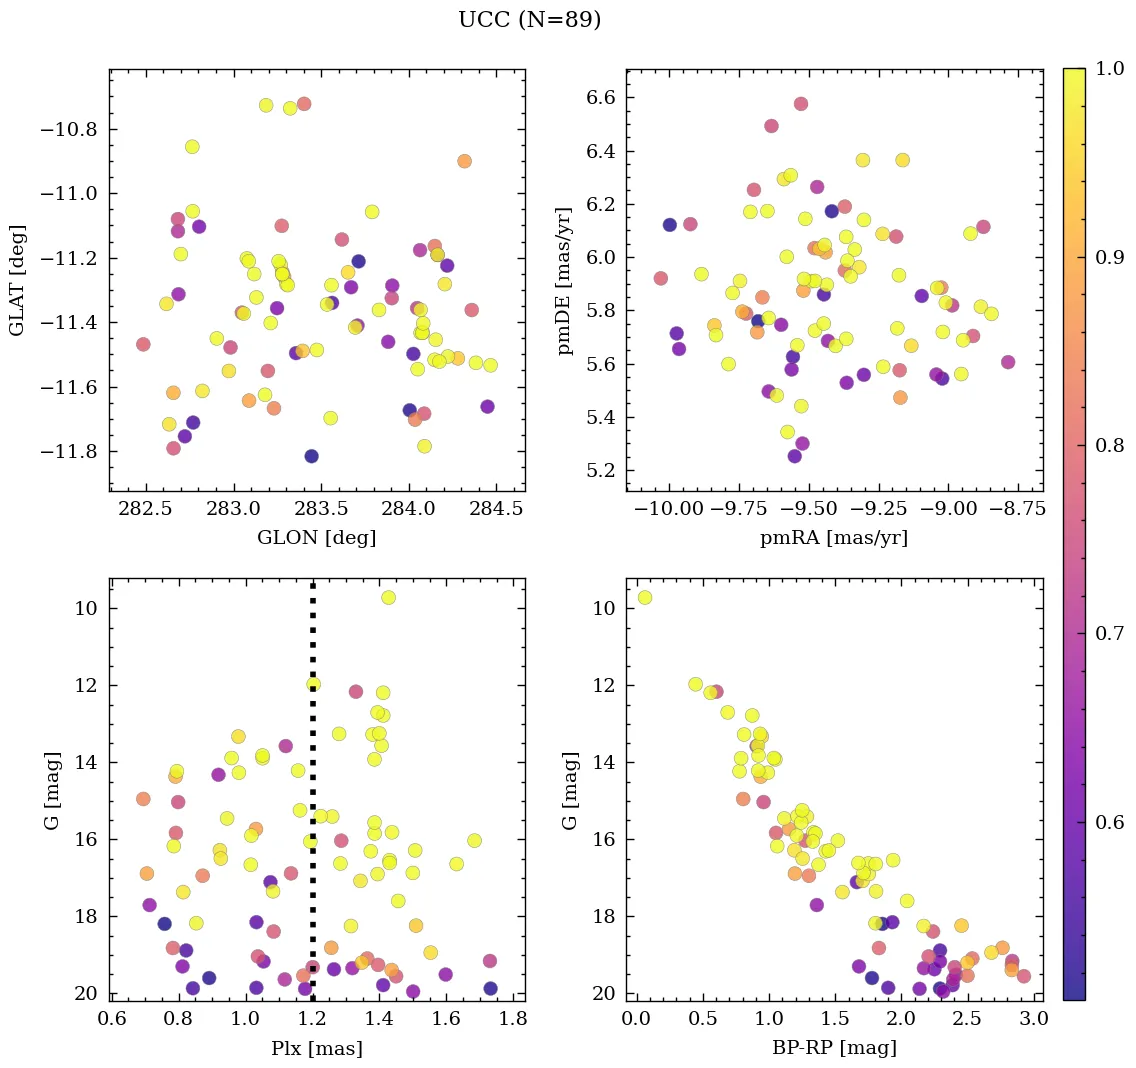 UCC (N=89)
−10.8
−11.0
−11.2
−11.4
−11.6
−11.8
GLAT [deg]
282.5 283.0 283.5 284.0 284.5
GLON [deg]
6.6
6.4
6.2
6.0
5.8
5.6
5.4
5.2
pmDE [mas/yr]
−10.00 −9.75 −9.50 −9.25 −9.00 −8.75
pmRA [mas/yr]
1.0
0.9
0.8
0.7
0.6
10
12
14
16
18
20
G [mag]
0.6 0.8 1.0 1.2 1.4 1.6 1.8
Plx [mas]
10
12
14
16
18
20
G [mag]
0.0 0.5 1.0 1.5 2.0 2.5 3.0
BP-RP [mag]